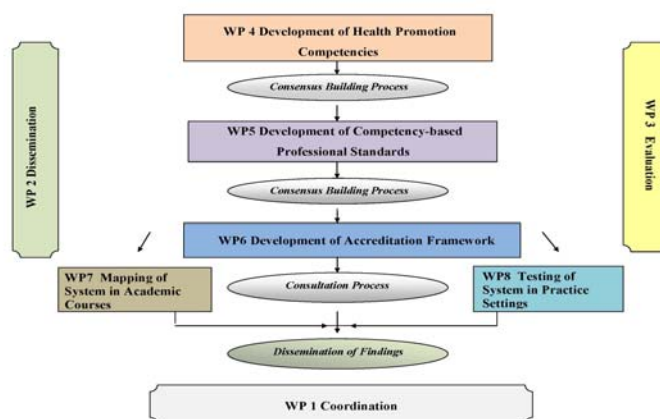 WP 4 Development of Health Promotion
Competencies
Consensus Building Process
WP5 Development of Competency-based
Professional Standards
WP 2 Dissemination
WP 3 Evaluation
Consensus Building Process
WP6 Development of Accreditation Framework
WP7 Mapping of
System in Academic
Courses
Consultation Process
WP8 Testing of
System in Practice
Settings
Dissemination of Findings
WP 1 Coordination